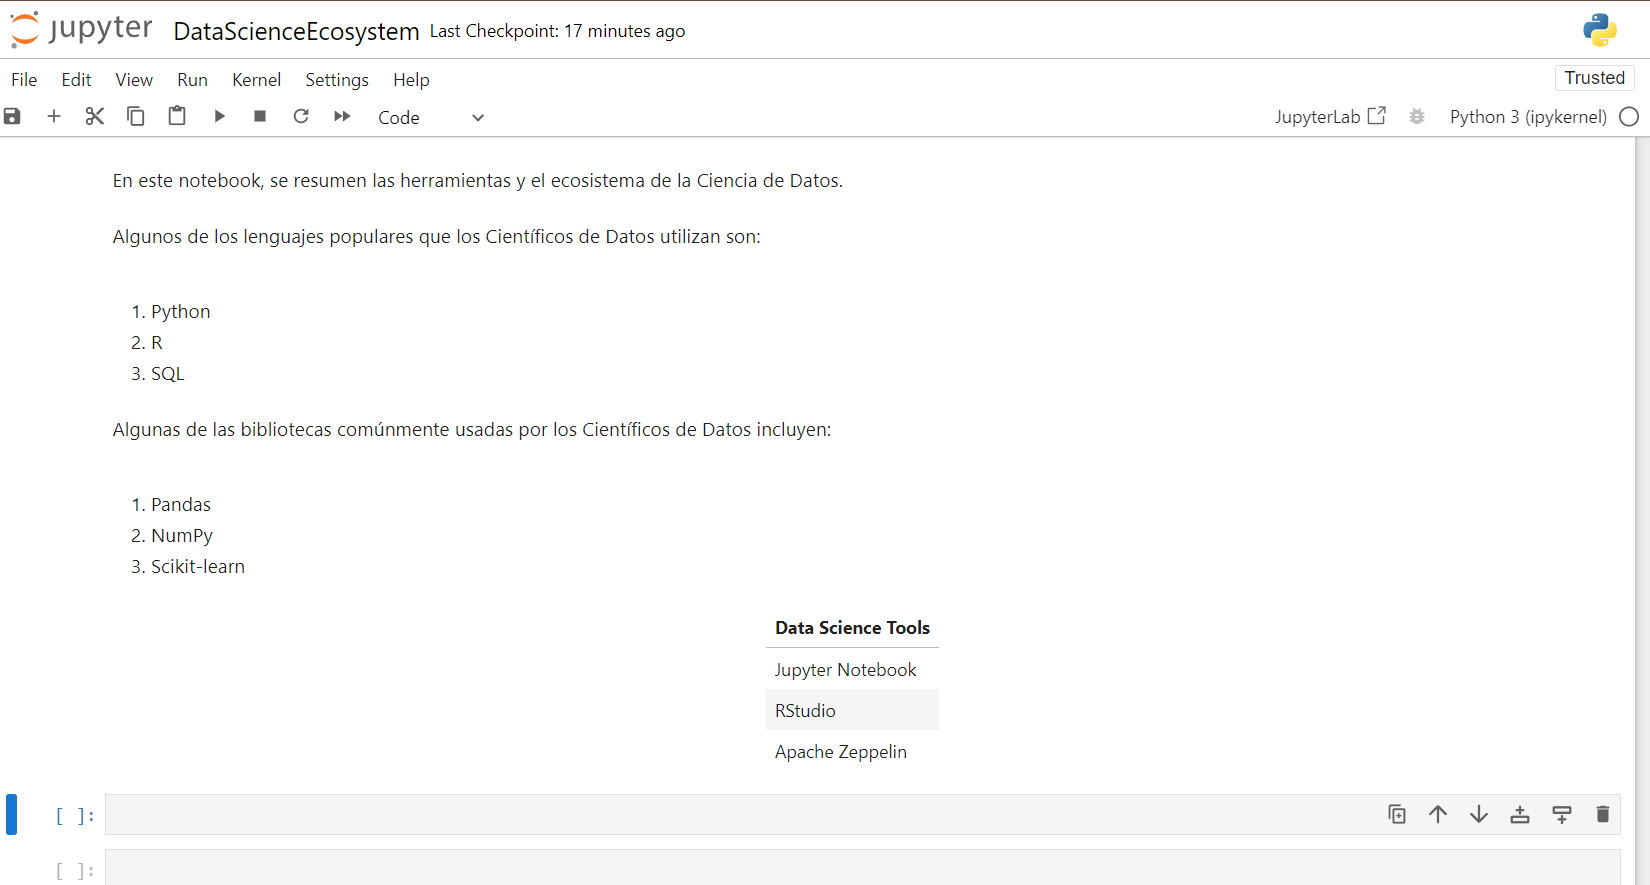 jupyter DataScienceEcosystem Last Checkpoint: 17 minutes ago
File Edit View Run Kernel Settings Help Trusted
Code JupyterLab Python 3 (ipykernel)
En este notebook, se resumen las herramientas y el ecosistema de la Ciencia de Datos.
Algunos de los lenguajes populares que los Científicos de Datos utilizan son:
1. Python
2. R
3. SQL
Algunas de las bibliotecas comúnmente usadas por los Científicos de Datos incluyen:
1. Pandas
2. NumPy
3. Scikit-learn
Data Science Tools
Jupyter Notebook
RStudio
Apache Zeppelin
[ ]:
[ ]: